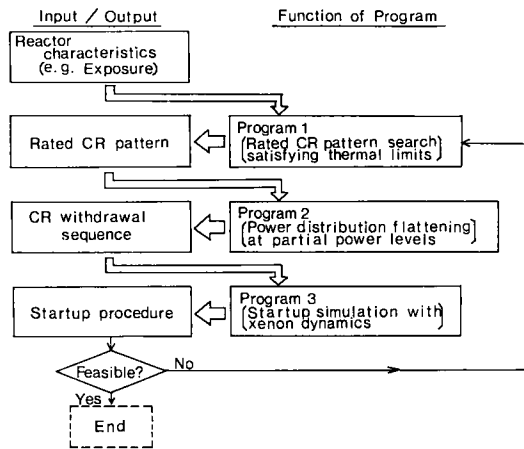 Input / Output
Function of Program
Reactor
characteristics
(e.g. Exposure)
Rated CR pattern
Program 1
[Rated CR pattern search
satisfying thermal limits]
CR withdrawal
sequence
Program 2
[Power distribution flattening
at partial power levels]
Startup procedure
Program 3
[Startup simulation with
xenon dynamics]
Feasible?
No
Yes
End